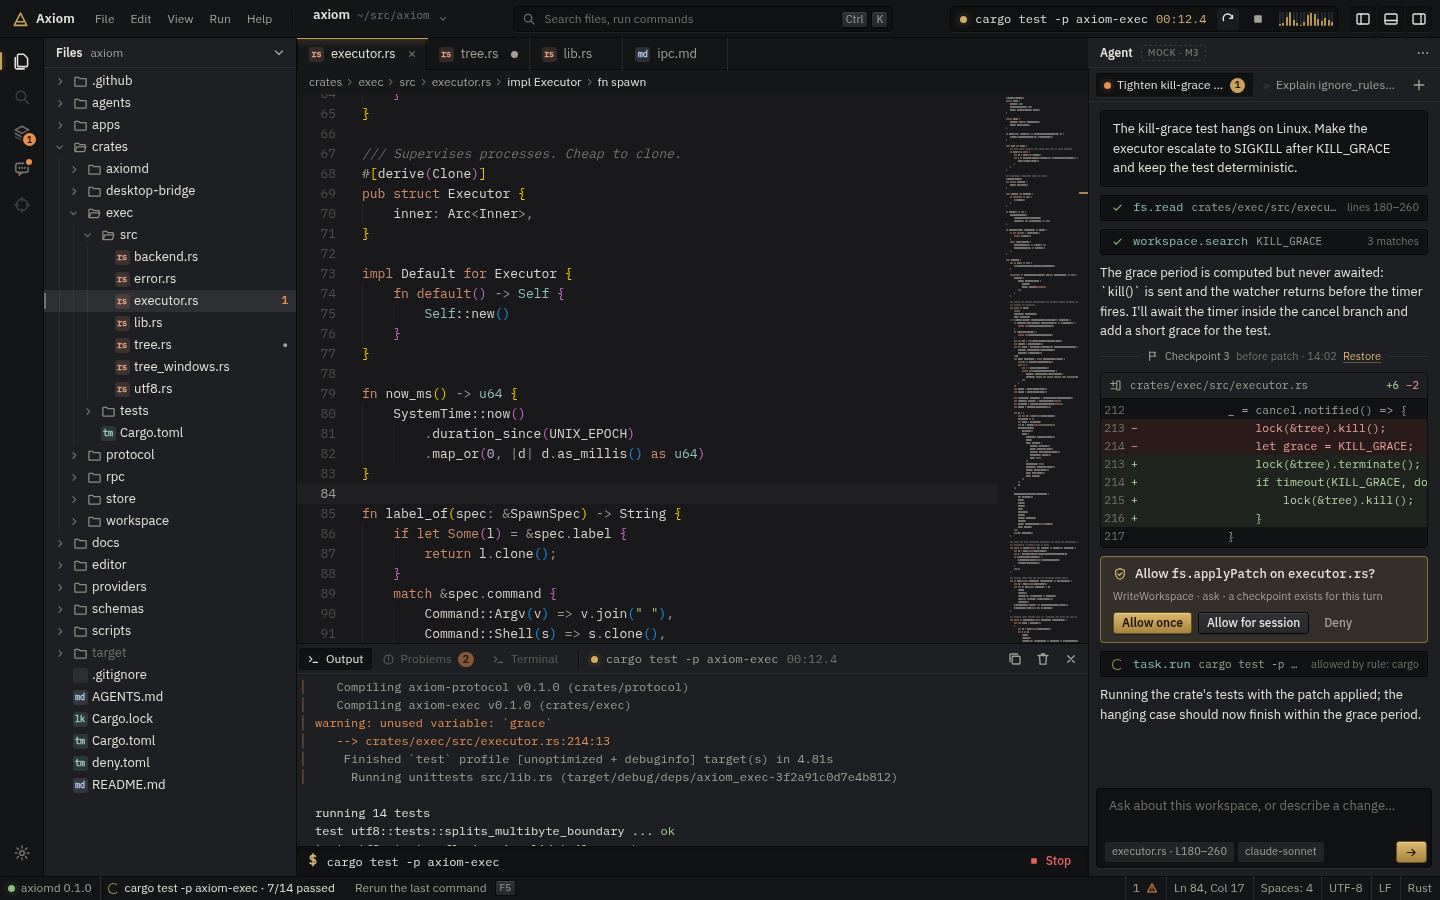 Axiom File Edit View Run Help axiom ~/src/axiom Search files, run commands Ctrl K cargo test -p axiom-exec 00:12.4
Files axiom
.github
agents
apps
crates
axiomd
desktop-bridge
exec
src
rs backend.rs
rs error.rs
rs executor.rs 1
rs lib.rs
rs tree.rs
rs tree_windows.rs
rs utf8.rs
tests
tm Cargo.toml
protocol
rpc
store
workspace
docs
editor
providers
schemas
scripts
target
.gitignore
md AGENTS.md
lk Cargo.lock
tm Cargo.toml
tm deny.toml
md README.md
1
rs executor.rs × rs tree.rs rs lib.rs md ipc.md
crates > exec > src > executor.rs > impl Executor > fn spawn
64 }
65 }
66
67 /// Supervises processes. Cheap to clone.
68 #[derive(Clone)]
69 pub struct Executor {
70 inner: Arc<Inner>,
71 }
72
73 impl Default for Executor {
74 fn default() -> Self {
75 Self::new()
76 }
77 }
78
79 fn now_ms() -> u64 {
80 SystemTime::now()
81 .duration_since(UNIX_EPOCH)
82 .map_or(0, |d| d.as_millis() as u64)
83 }
84
85 fn label_of(spec: &SpawnSpec) -> String {
86 if let Some(l) = &spec.label {
87 return l.clone();
88 }
89 match &spec.command {
90 Command::Argv(v) => v.join(" "),
91 Command::Shell(s) => s.clone(),
Output Problems 2 Terminal cargo test -p axiom-exec 00:12.4
Compiling axiom-protocol v0.1.0 (crates/protocol)
Compiling axiom-exec v0.1.0 (crates/exec)
warning: unused variable: `grace`
--> crates/exec/src/executor.rs:214:13
Finished `test` profile [unoptimized + debuginfo] target(s) in 4.81s
Running unittests src/lib.rs (target/debug/deps/axiom_exec-3f2a91c0d7e4b812)
running 14 tests
test utf8::tests::splits_multibyte_boundary ... ok
$ cargo test -p axiom-exec Stop
Agent MOCK · M3
Tighten kill-grace ... 1 Explain ignore_rules...
The kill-grace test hangs on Linux. Make the
executor escalate to SIGKILL after KILL_GRACE
and keep the test deterministic.
fs.read crates/exec/src/execu… lines 180–260
workspace.search KILL_GRACE 3 matches
The grace period is computed but never awaited:
`kill()` is sent and the watcher returns before the timer
fires. I'll await the timer inside the cancel branch and
add a short grace for the test.
Checkpoint 3 before patch · 14:02 Restore
crates/exec/src/executor.rs +6 −2
212 _ = cancel.notified() => {
213 − lock(&tree).kill();
214 − let grace = KILL_GRACE;
213 + lock(&tree).terminate();
214 + if timeout(KILL_GRACE, do
215 + lock(&tree).kill();
216 + }
217 }
Allow fs.applyPatch on executor.rs?
WriteWorkspace · ask · a checkpoint exists for this turn
Allow once Allow for session Deny
task.run cargo test -p … allowed by rule: cargo
Running the crate's tests with the patch applied; the
hanging case should now finish within the grace period.
Ask about this workspace, or describe a change...
executor.rs · L180–260 claude-sonnet
axiomd 0.1.0 cargo test -p axiom-exec · 7/14 passed Rerun the last command F5 1 Ln 84, Col 17 Spaces: 4 UTF-8 LF Rust